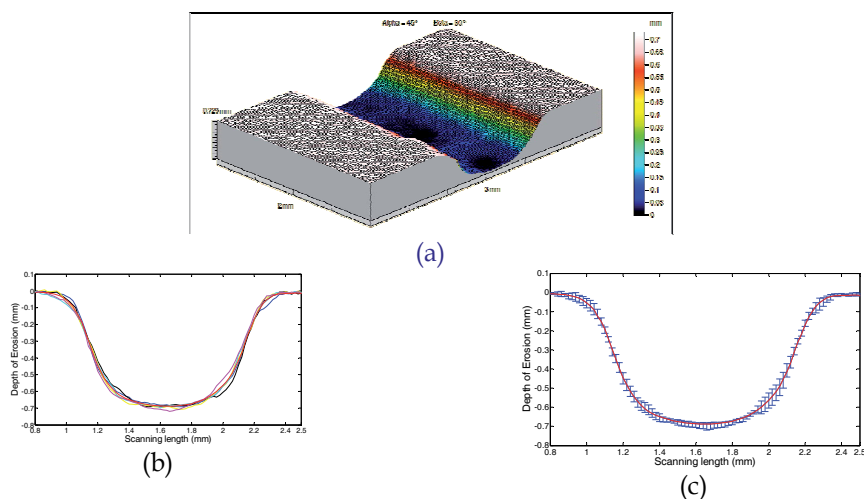 Alpha = 45° Beta = 30°
mm
0.7
0.65
0.6
0.55
0.5
0.45
0.4
0.35
0.3
0.25
0.2
0.15
0.1
0.05
0
3 mm
(a)
0.1
0
-0.1
-0.2
-0.3
-0.4
-0.5
-0.6
-0.7
-0.8
Depth of Erosion (mm)
0.8 1 1.2 1.4 1.6 1.8 2 2.2 2.4 2.5
Scanning length (mm)
(b)
0.1
0
-0.1
-0.2
-0.3
-0.4
-0.5
-0.6
-0.7
-0.8
Depth of Erosion (mm)
0.8 1 1.2 1.4 1.6 1.8 2 2.2 2.4 2.5
Scanning length (mm)
(c)